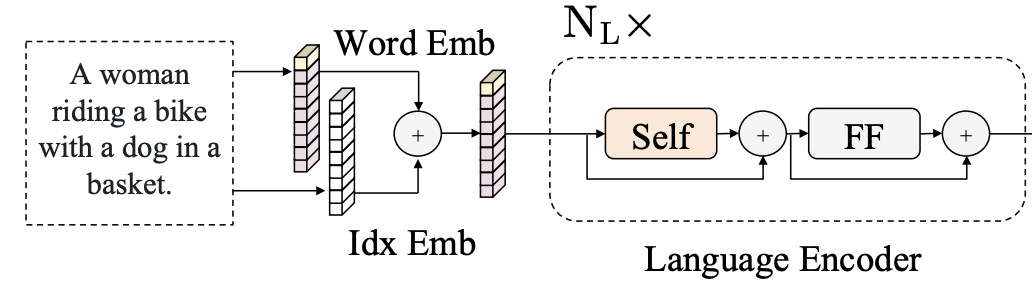 A woman
riding a bike
with a dog in a
basket.
Word Emb
+
Idx Emb
N_L×
Self
+
FF
+
Language Encoder